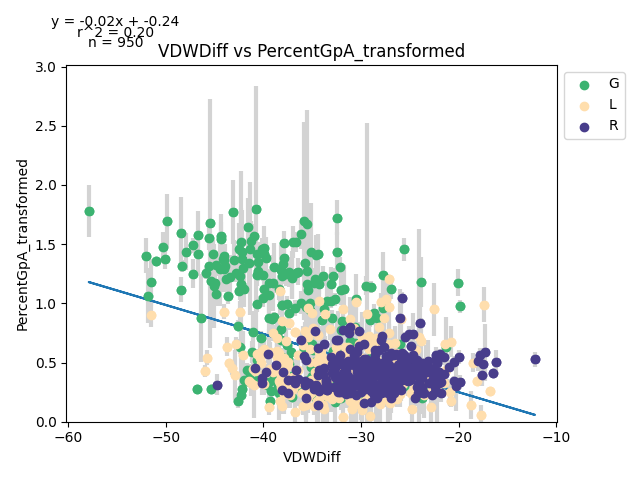 y = -0.02x + -0.24
r^2 = 0.20
n = 950
VDWDiff vs PercentGpA_transformed
G
L
R
PercentGpA_transformed
3.0
2.5
2.0
1.5
1.0
0.5
0.0
−60
−50
−40
−30
−20
−10
VDWDiff